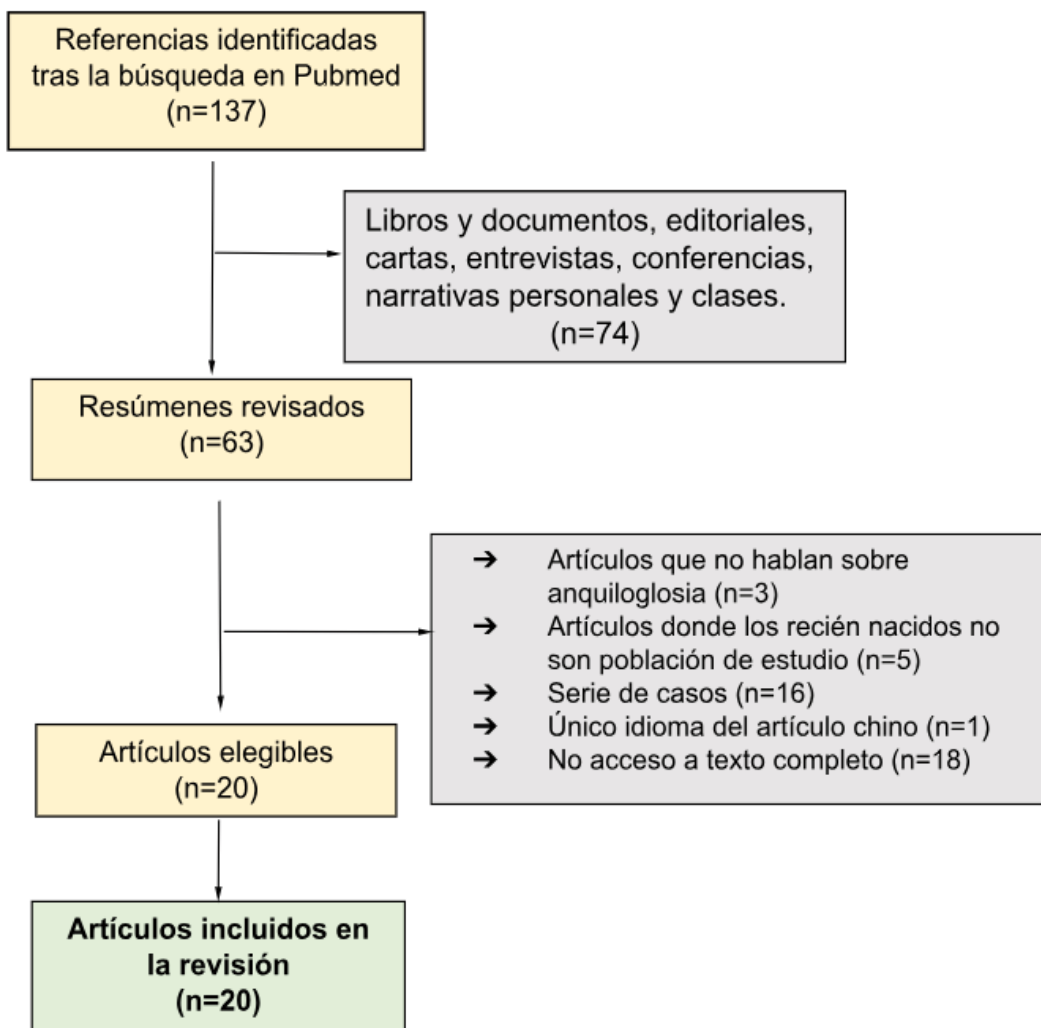 Referencias identificadas
tras la búsqueda en Pubmed
(n=137)
Libros y documentos, editoriales,
cartas, entrevistas, conferencias,
narrativas personales y clases.
(n=74)
Resúmenes revisados
(n=63)
➔ Artículos que no hablan sobre
anquiloglosia (n=3)
➔ Artículos donde los recién nacidos no
son población de estudio (n=5)
➔ Serie de casos (n=16)
➔ Único idioma del artículo chino (n=1)
➔ No acceso a texto completo (n=18)
Artículos elegibles
(n=20)
Artículos incluidos en
la revisión
(n=20)